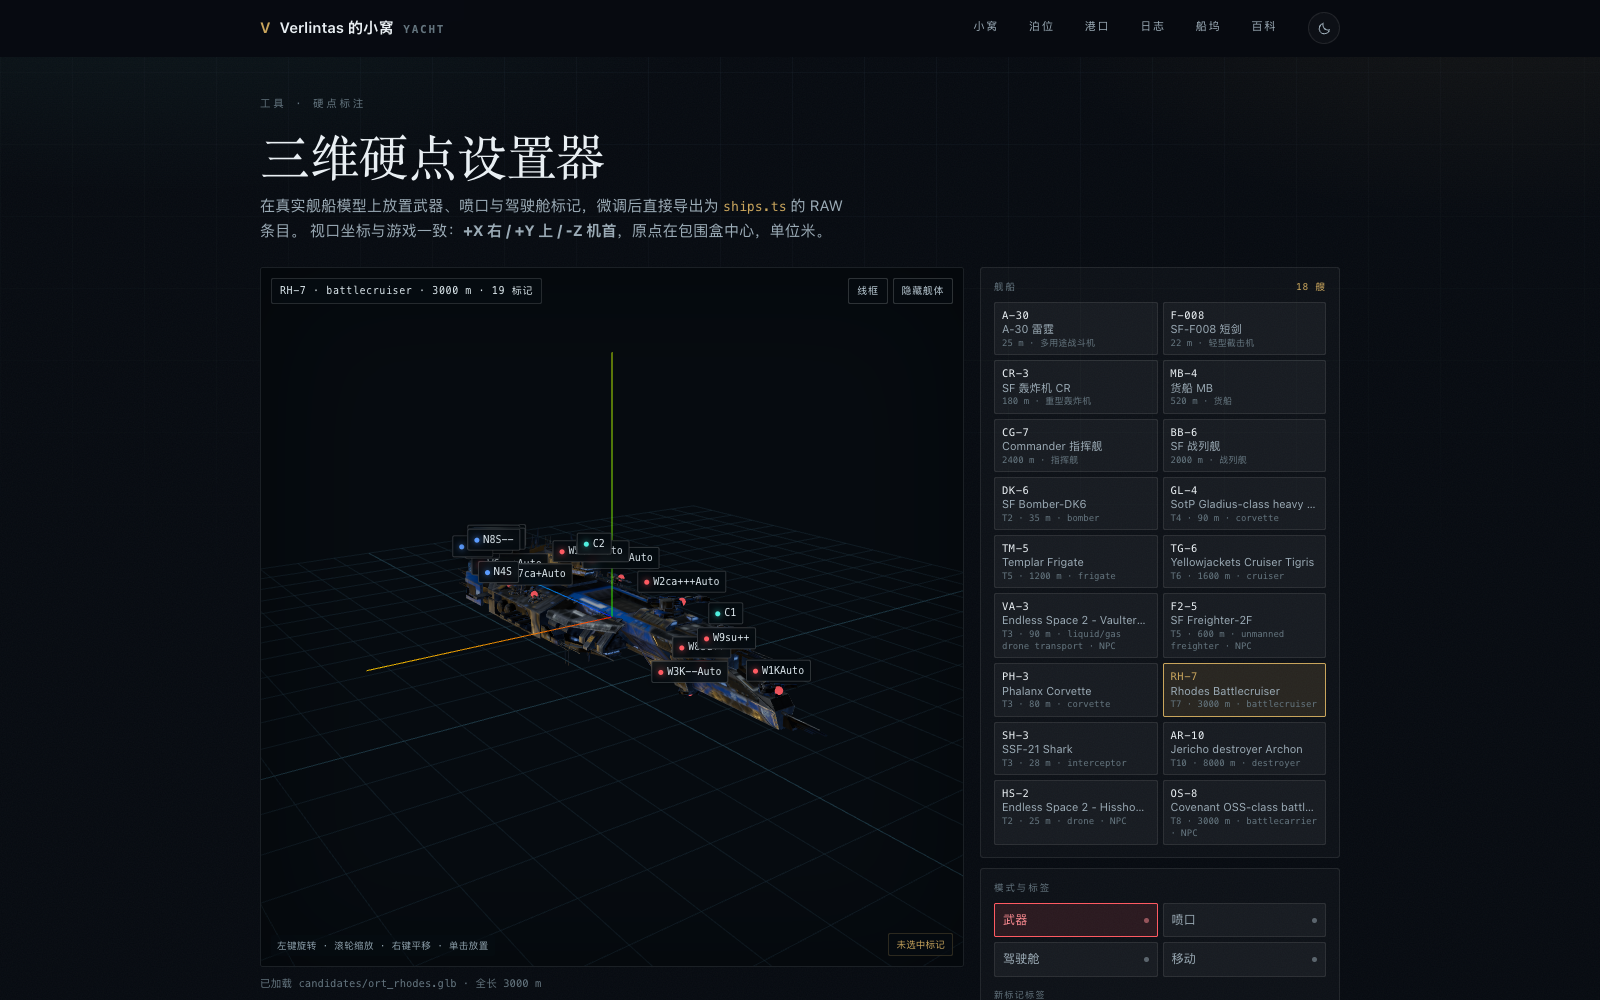 V Verlintas 的小窝 YACHT
小窝 泊位 港口 日志 船坞 百科
工具 · 硬点标注
三维硬点设置器
在真实舰船模型上放置武器、喷口与驾驶舱标记，微调后直接导出为 ships.ts 的 RAW
条目。 视口坐标与游戏一致：+X 右 / +Y 上 / -Z 机首，原点在包围盒中心，单位米。
RH-7 · battlecruiser · 3000 m · 19 标记
线框
隐藏舰体
N8S--
C2
to
Auto
N4S
7ca+Auto
W2ca+++Auto
C1
W9su++
W3K--Auto
W1KAuto
左键旋转 · 滚轮缩放 · 右键平移 · 单击放置
未选中标记
已加载 candidates/ort_rhodes.glb · 全长 3000 m
舰船
18 艘
A-30
A-30 雷霆
25 m · 多用途战斗机
F-008
SF-F008 短剑
22 m · 轻型截击机
CR-3
SF 轰炸机 CR
180 m · 重型轰炸机
MB-4
货船 MB
520 m · 货船
CG-7
Commander 指挥舰
2400 m · 指挥舰
BB-6
SF 战列舰
2000 m · 战列舰
DK-6
SF Bomber-DK6
T2 · 35 m · bomber
GL-4
SotP Gladius-class heavy ...
T4 · 90 m · corvette
TM-5
Templar Frigate
T5 · 1200 m · frigate
TG-6
Yellowjackets Cruiser Tigris
T6 · 1600 m · cruiser
VA-3
Endless Space 2 - Vaulter...
T3 · 90 m · liquid/gas
drone transport · NPC
F2-5
SF Freighter-2F
T5 · 600 m · unmanned
freighter · NPC
PH-3
Phalanx Corvette
T3 · 80 m · corvette
RH-7
Rhodes Battlecruiser
T7 · 3000 m · battlecruiser
SH-3
SSF-21 Shark
T3 · 28 m · interceptor
AR-10
Jericho destroyer Archon
T10 · 8000 m · destroyer
HS-2
Endless Space 2 - Hissho...
T2 · 25 m · drone · NPC
OS-8
Covenant OSS-class battl...
T8 · 3000 m · battlecarrier
· NPC
模式与标签
武器
喷口
驾驶舱
移动
新标记标签